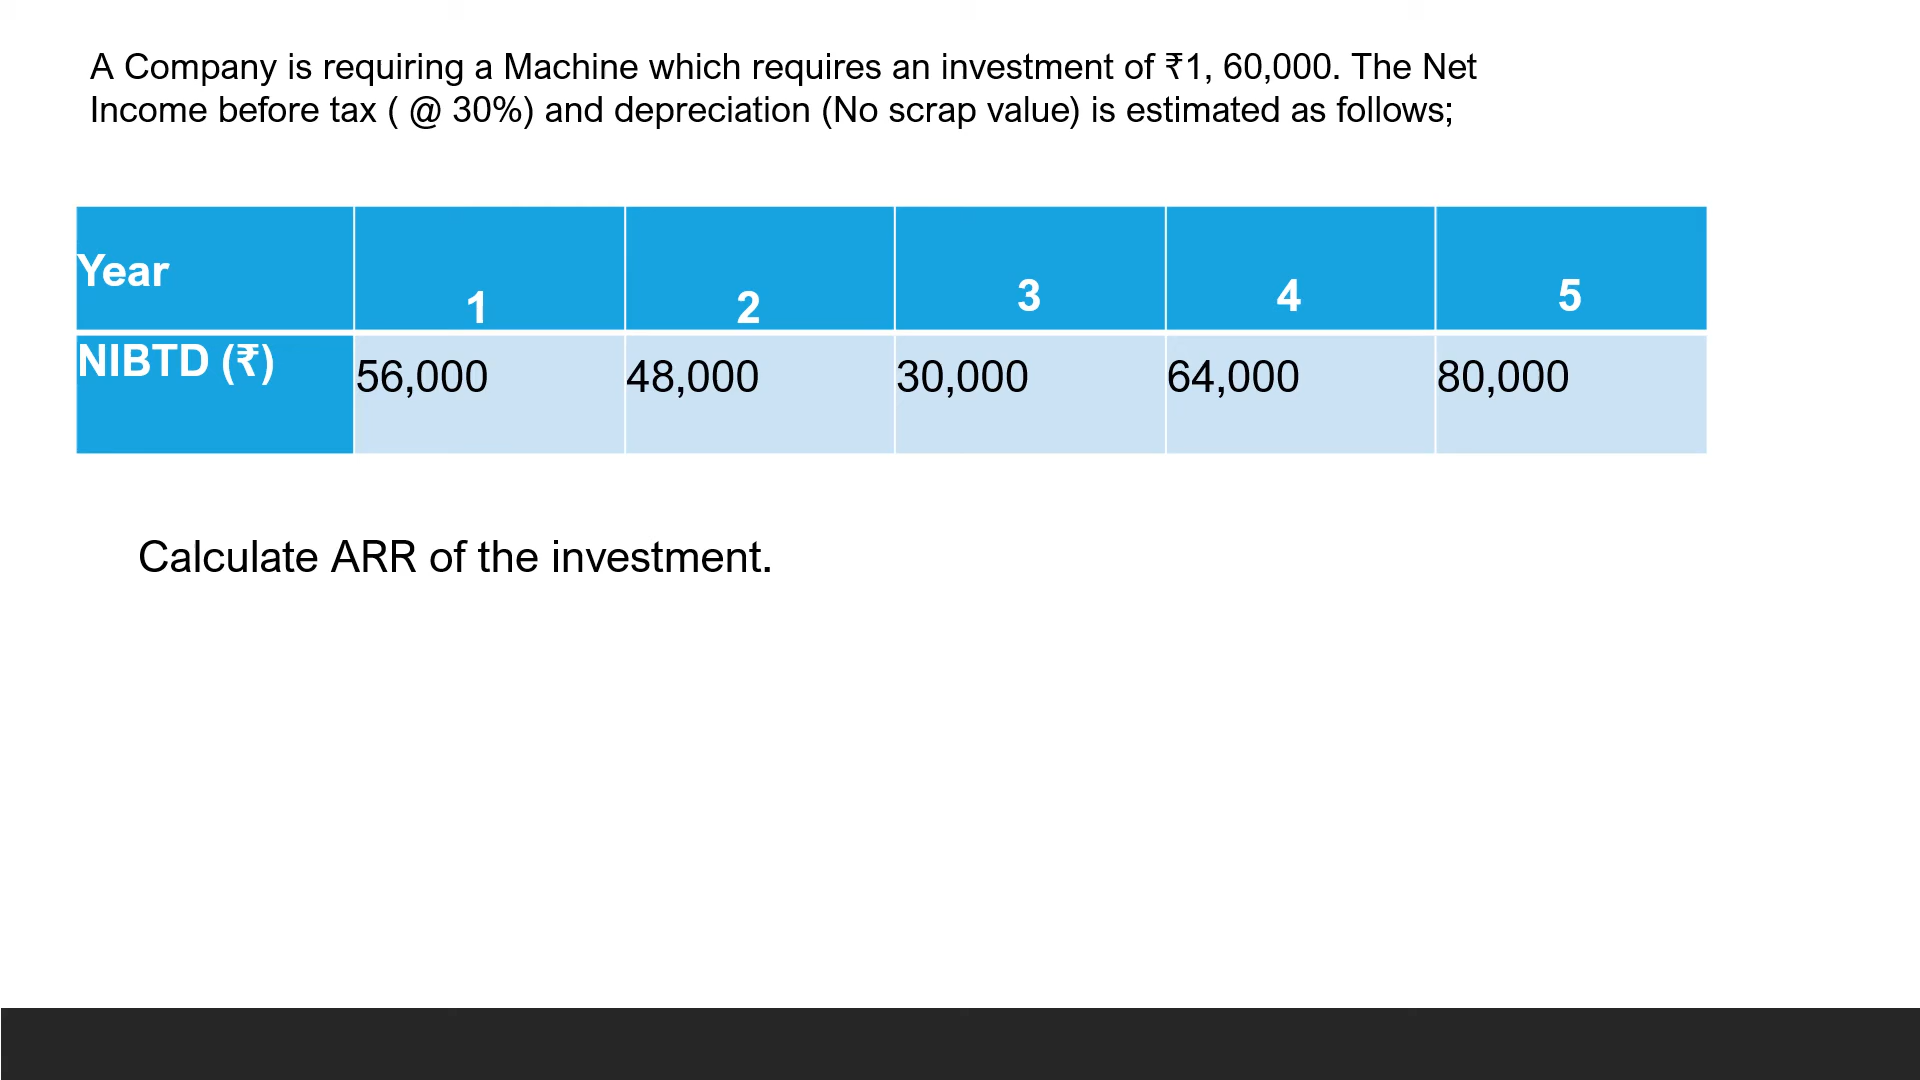 A Company is requiring a Machine which requires an investment of ₹1, 60,000. The Net
Income before tax ( @ 30%) and depreciation (No scrap value) is estimated as follows;
Year 1 2 3 4 5
NIBTD (₹) 56,000 48,000 30,000 64,000 80,000
Calculate ARR of the investment.